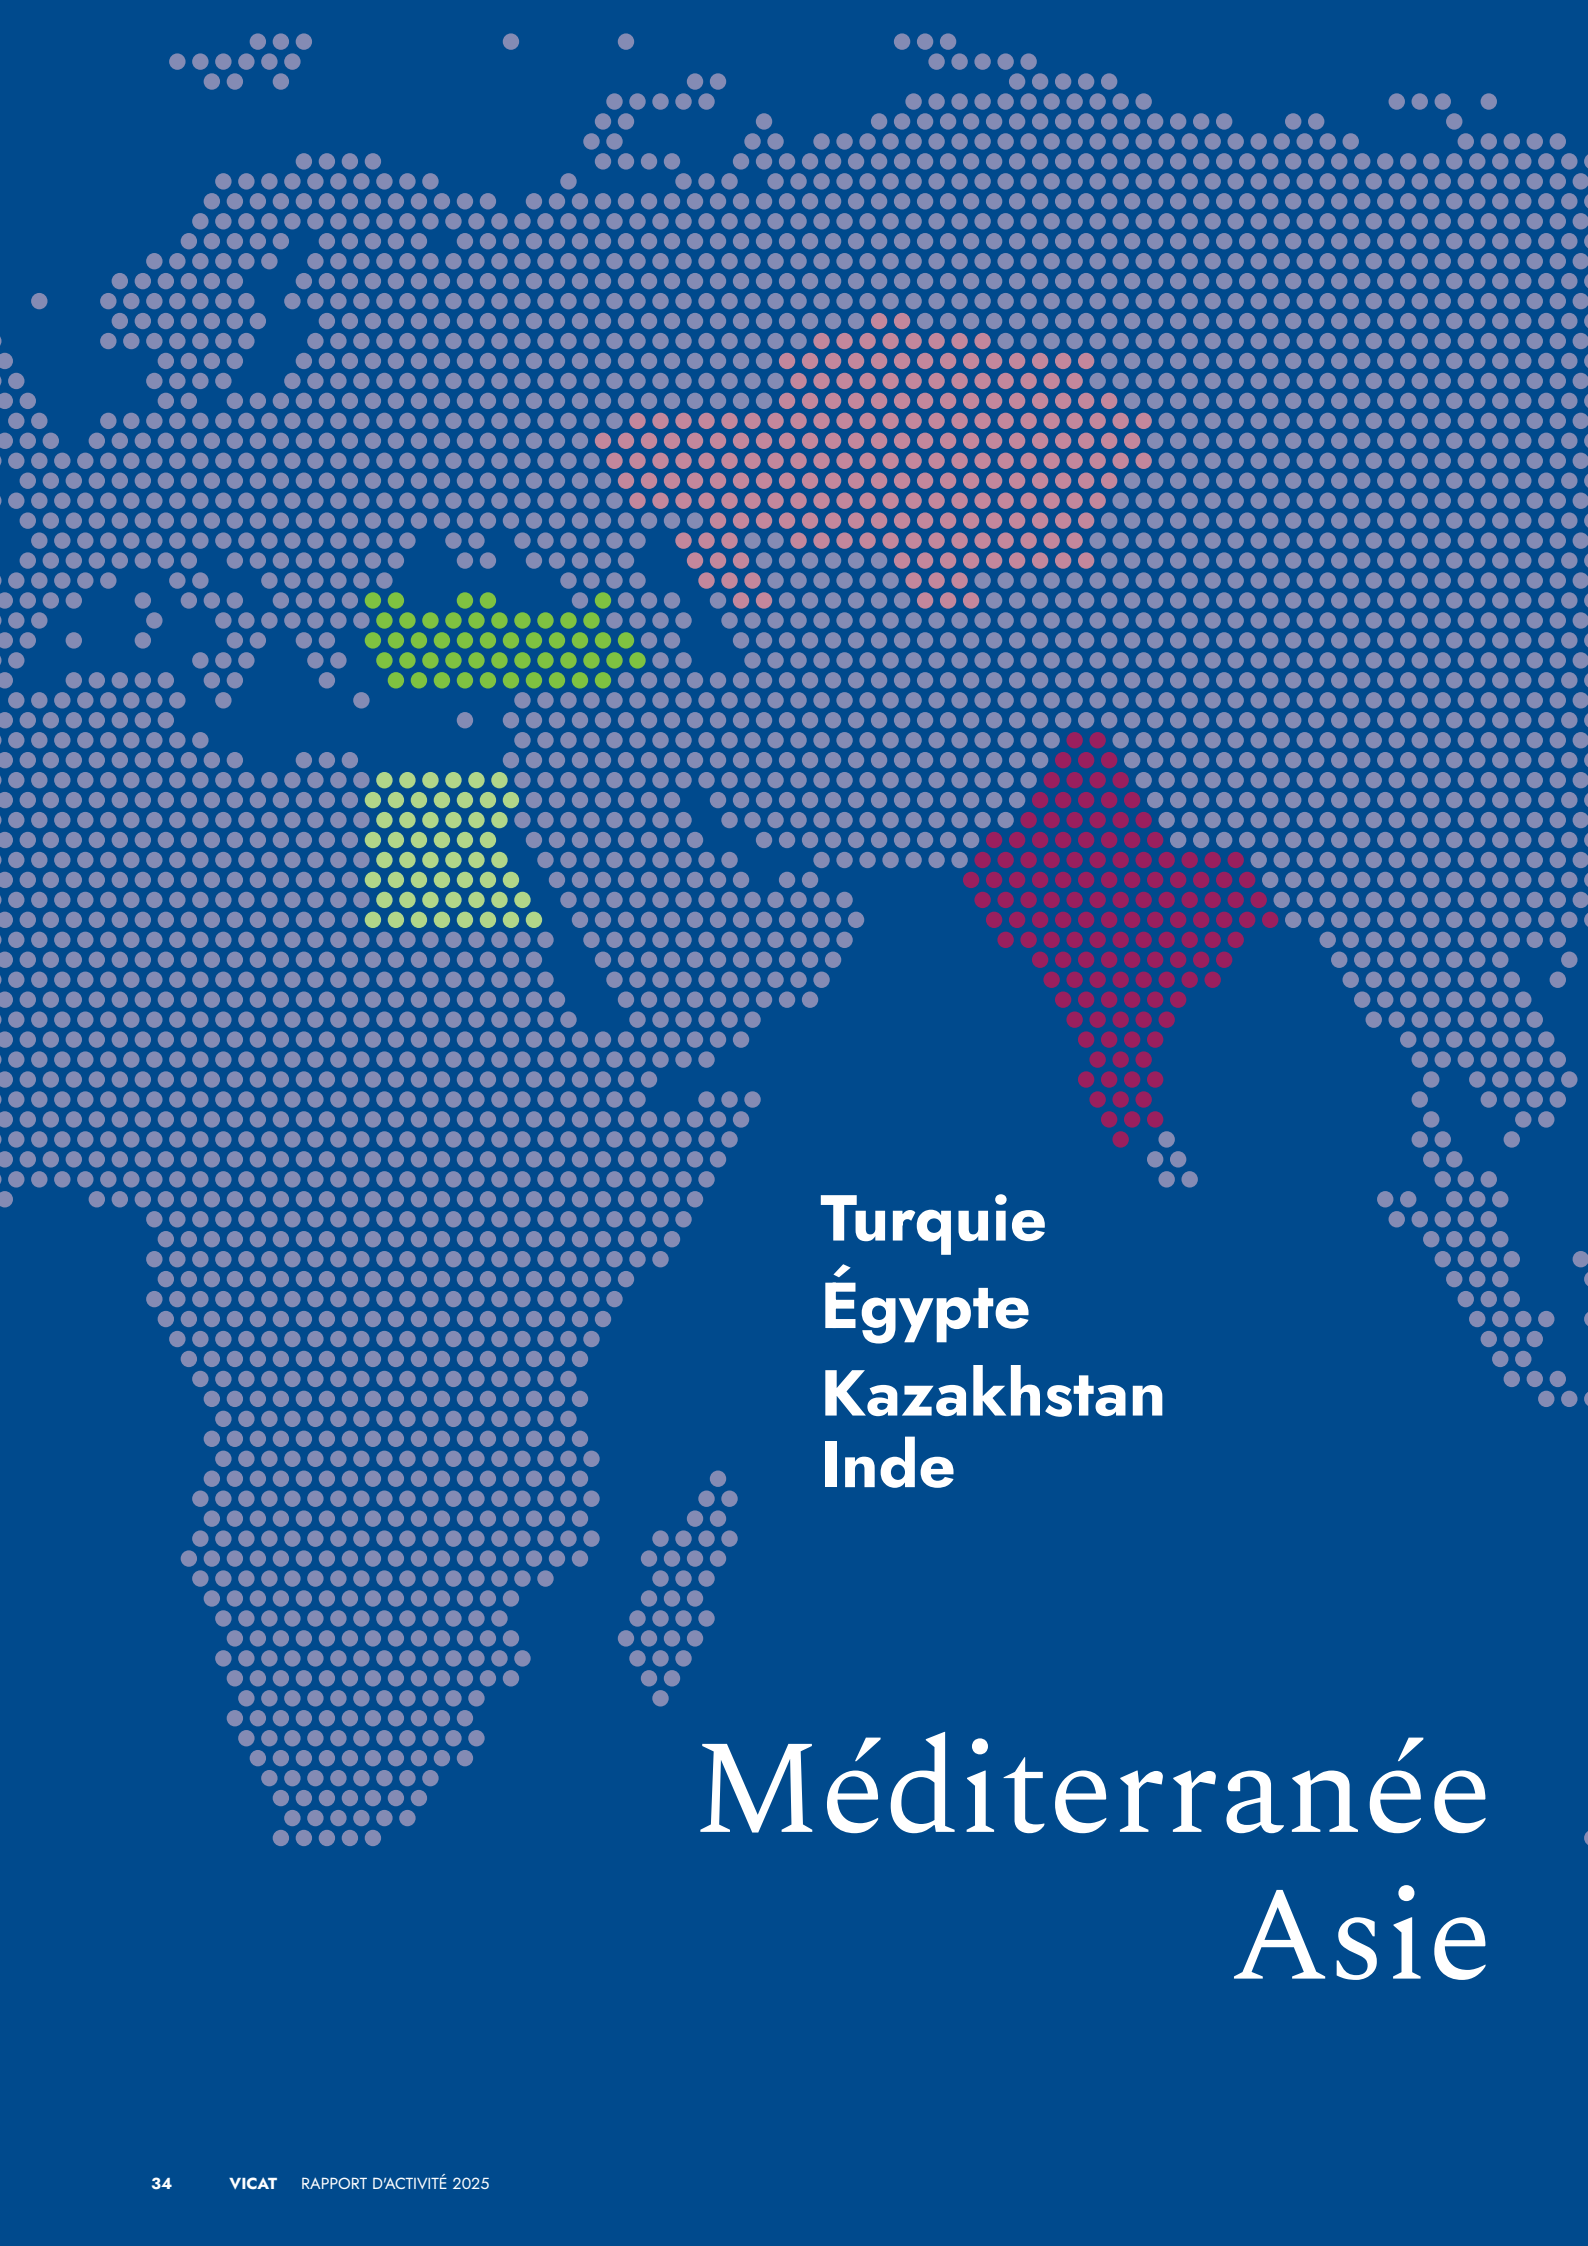 Turquie
Égypte
Kazakhstan
Inde
Méditerranée
Asie
34 VICAT RAPPORT D'ACTIVITÉ 2025